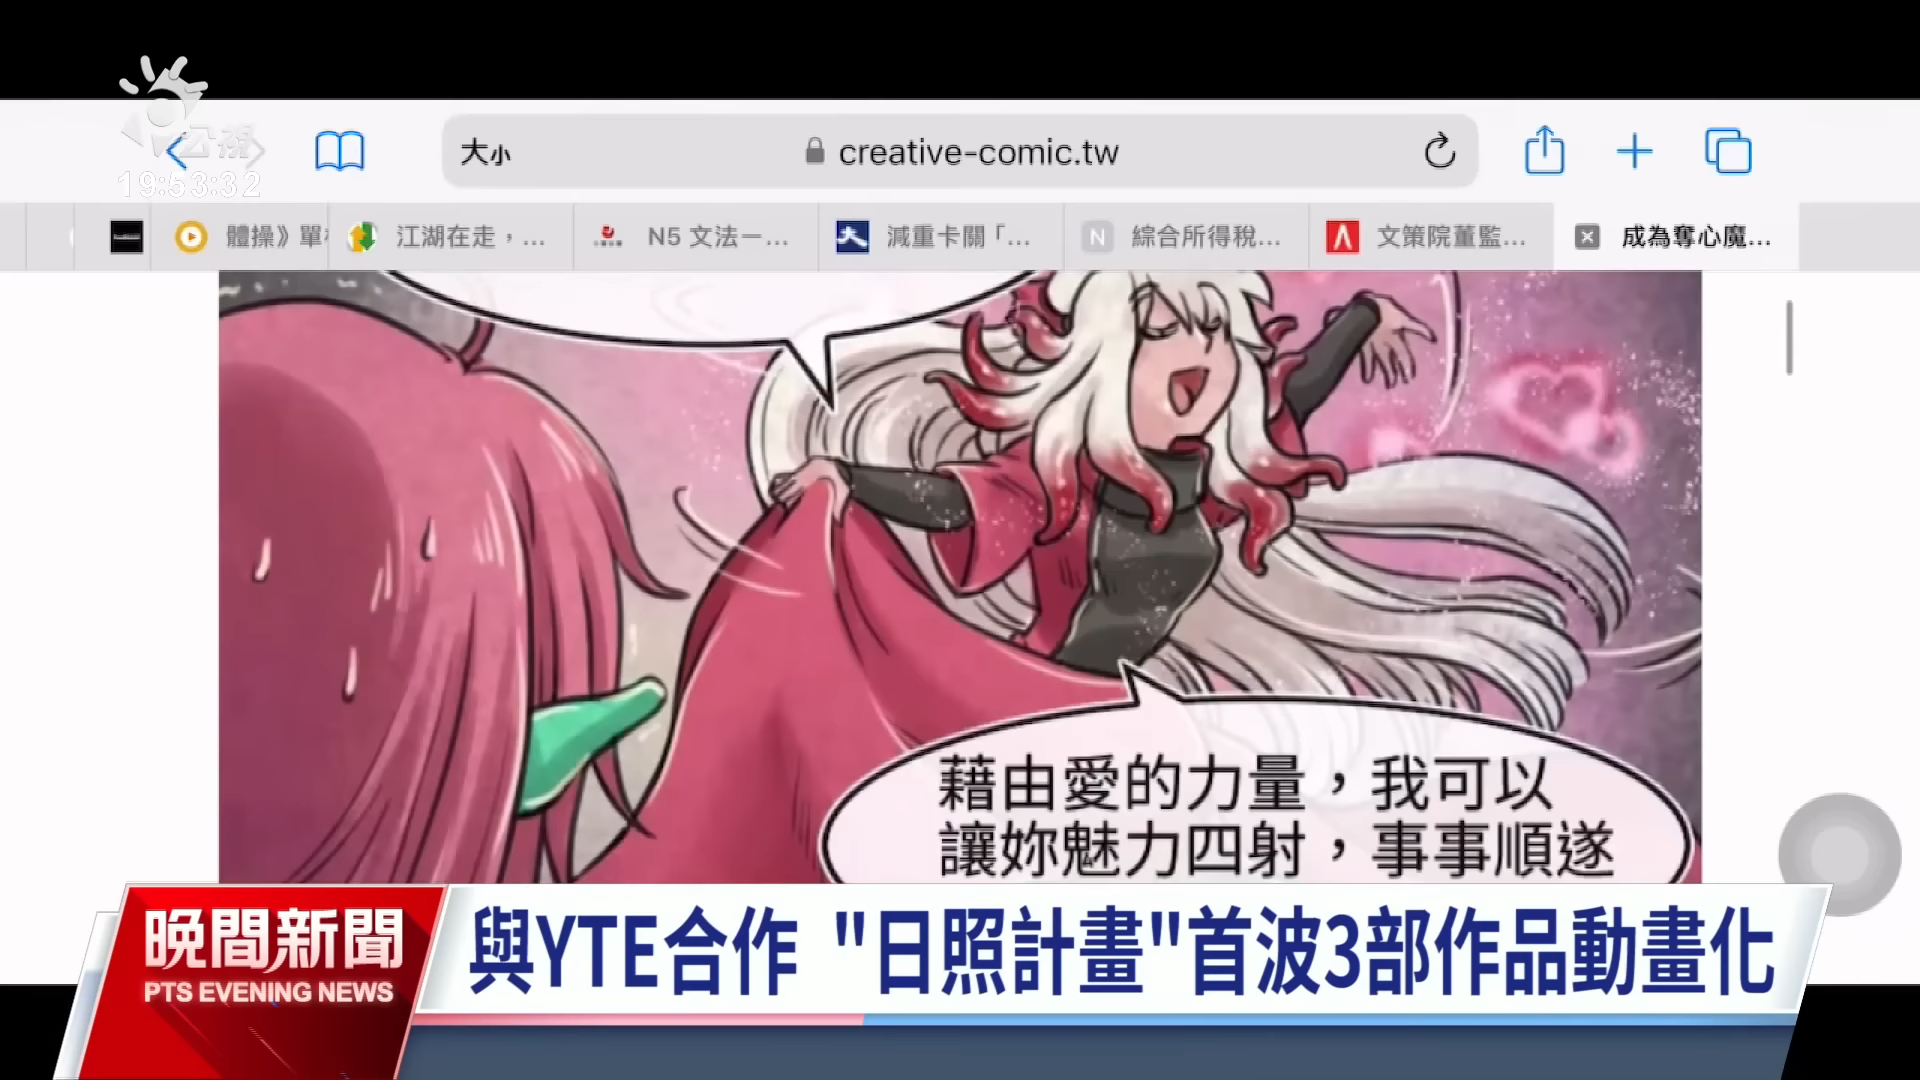 公視
19:53:32
大小
creative-comic.tw
體操》單
江湖在走，...
N5 文法一...
大
減重卡關「...
N
綜合所得稅...
文策院董監...
成為奪心魔...
藉由愛的力量，我可以
讓妳魅力四射，事事順遂
晚間新聞
PTS EVENING NEWS
與YTE合作 "日照計畫"首波3部作品動畫化